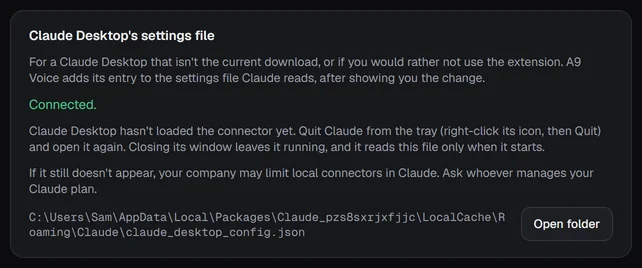 Claude Desktop's settings file
For a Claude Desktop that isn't the current download, or if you would rather not use the extension. A9
Voice adds its entry to the settings file Claude reads, after showing you the change.
Connected.
Claude Desktop hasn't loaded the connector yet. Quit Claude from the tray (right-click its icon, then Quit)
and open it again. Closing its window leaves it running, and it reads this file only when it starts.
If it still doesn't appear, your company may limit local connectors in Claude. Ask whoever manages your
Claude plan.
C:\Users\Sam\AppData\Local\Packages\Claude_pzs8sxrjxfjjc\LocalCache\R
oaming\Claude\claude_desktop_config.json
Open folder